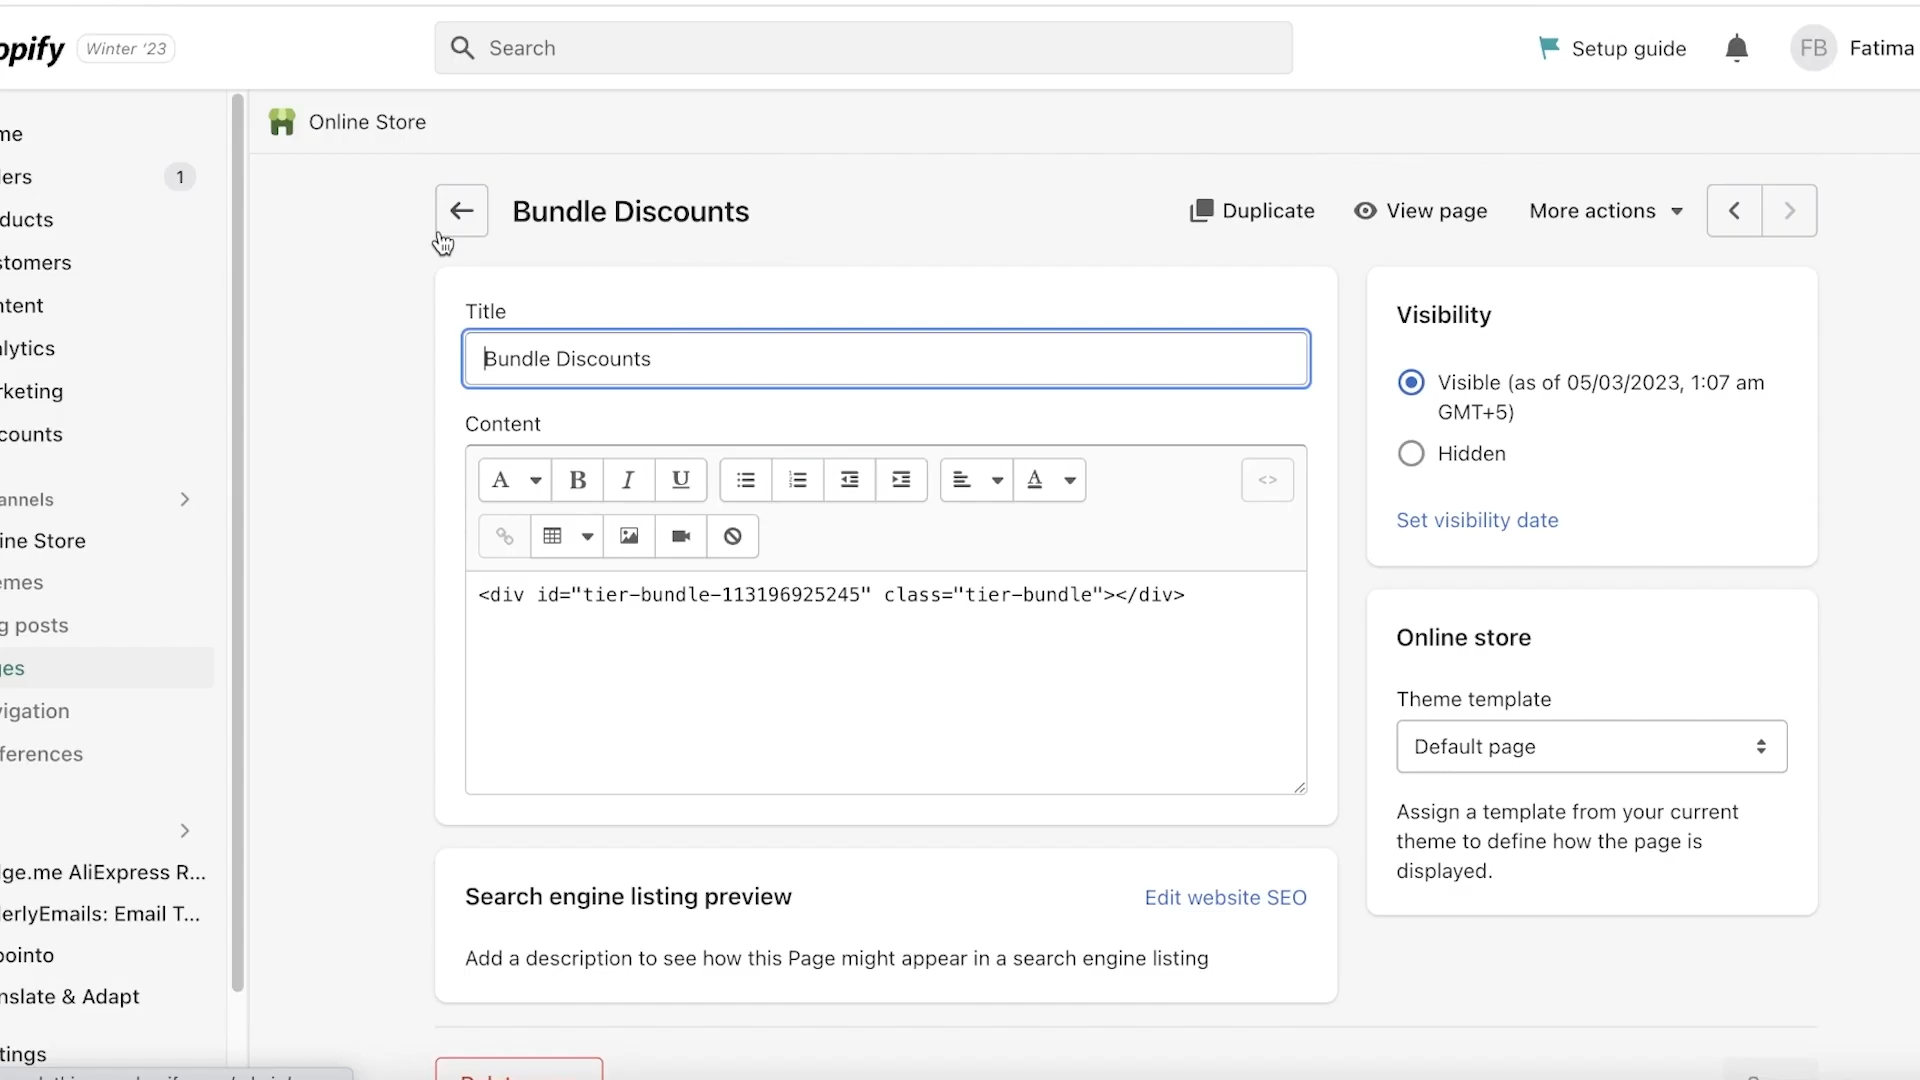 opify
Winter '23
Search
Setup guide
FB
Fatima
me
ers
1
ducts
stomers
ntent
lytics
rketing
counts
annels
ine Store
emes
g posts
ges
vigation
ferences
ge.me AliExpress R...
lerlyEmails: Email T...
pointo
nslate & Adapt
tings
Online Store
Bundle Discounts
Duplicate
View page
More actions
Title
Bundle Discounts
Content
A B I U A <>
<div id="tier-bundle-113196925245" class="tier-bundle"></div>
Search engine listing preview
Edit website SEO
Add a description to see how this Page might appear in a search engine listing
Visibility
Visible (as of 05/03/2023, 1:07 am
GMT+5)
Hidden
Set visibility date
Online store
Theme template
Default page
Assign a template from your current
theme to define how the page is
displayed.